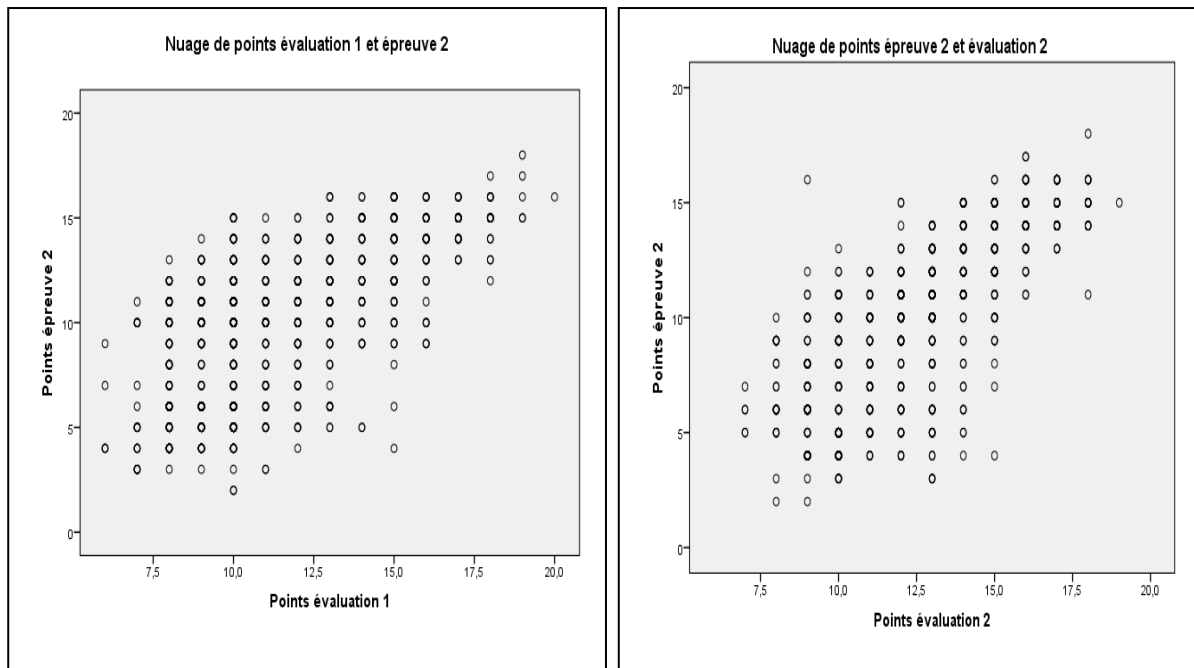 Nuage de points évaluation 1 et épreuve 2
Points épreuve 2
20
15
10
5
0
7,5 10,0 12,5 15,0 17,5 20,0
Points évaluation 1
Nuage de points épreuve 2 et évaluation 2
Points épreuve 2
20
15
10
5
0
7,5 10,0 12,5 15,0 17,5 20,0
Points évaluation 2